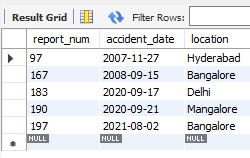 Result Grid Filter Rows:
report_num accident_date location
97 2007-11-27 Hyderabad
167 2008-09-15 Bangalore
183 2020-09-17 Delhi
190 2020-09-21 Mangalore
197 2021-08-02 Bangalore
NULL NULL NULL